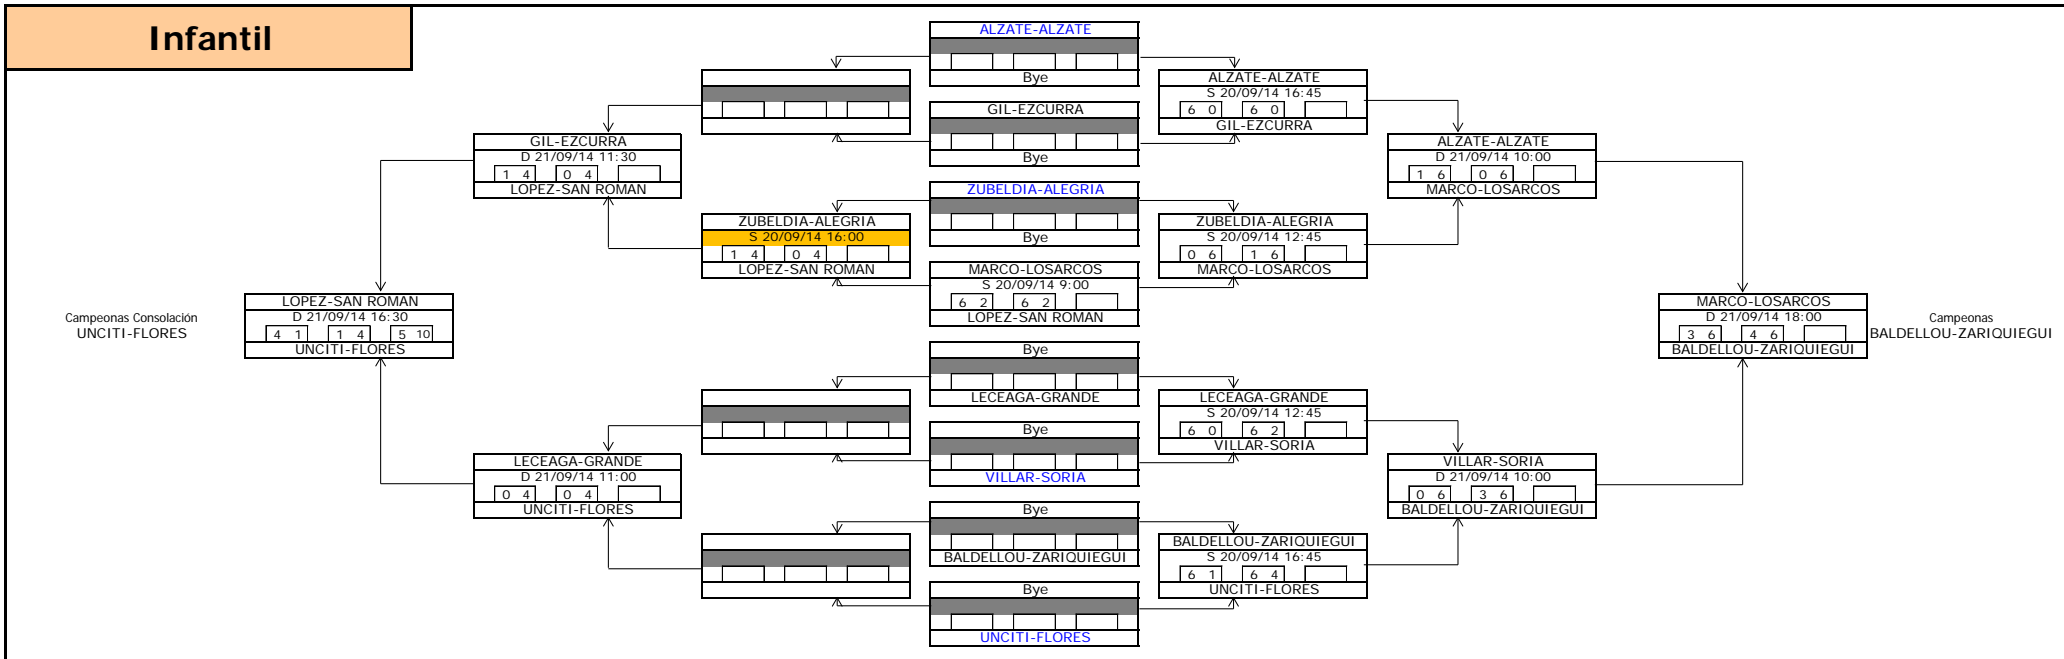 Infantil
ALZATE-ALZATE
Bye
GIL-EZCURRA
Bye
ZUBELDIA-ALEGRIA
Bye
MARCO-LOSARCOS
S 20/09/14 9:00
6 2 6 2
LOPEZ-SAN ROMAN
Bye
LECEAGA-GRANDE
Bye
VILLAR-SORIA
Bye
BALDELLOU-ZARIQUIEGUI
Bye
UNCITI-FLORES
ALZATE-ALZATE
S 20/09/14 16:45
6 0 6 0
GIL-EZCURRA
ZUBELDIA-ALEGRIA
S 20/09/14 12:45
0 6 1 6
MARCO-LOSARCOS
LECEAGA-GRANDE
S 20/09/14 12:45
6 0 6 2
VILLAR-SORIA
BALDELLOU-ZARIQUIEGUI
S 20/09/14 16:45
6 1 6 4
UNCITI-FLORES
ALZATE-ALZATE
D 21/09/14 10:00
1 6 0 6
MARCO-LOSARCOS
VILLAR-SORIA
D 21/09/14 10:00
0 6 3 6
BALDELLOU-ZARIQUIEGUI
MARCO-LOSARCOS
D 21/09/14 18:00
3 6 4 6
BALDELLOU-ZARIQUIEGUI
Campeonas
BALDELLOU-ZARIQUIEGUI
ZUBELDIA-ALEGRIA
S 20/09/14 16:00
1 4 0 4
LOPEZ-SAN ROMAN
GIL-EZCURRA
D 21/09/14 11:30
1 4 0 4
LOPEZ-SAN ROMAN
LECEAGA-GRANDE
D 21/09/14 11:00
0 4 0 4
UNCITI-FLORES
LOPEZ-SAN ROMAN
D 21/09/14 16:30
4 1 1 4 5 10
UNCITI-FLORES
Campeonas Consolación
UNCITI-FLORES